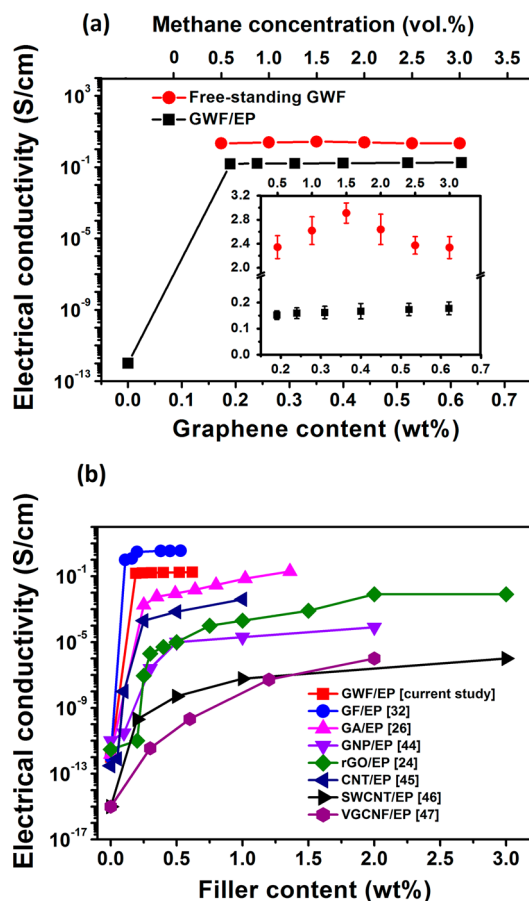 (a)
Methane concentration (vol.%)
0.0 0.5 1.0 1.5 2.0 2.5 3.0 3.5
Electrical conductivity (S/cm)
10^3
10^-1
10^-5
10^-9
10^-13
Free-standing GWF
GWF/EP
0.5 1.0 1.5 2.0 2.5 3.0
3.2
2.8
2.4
2.0
0.2
0.1
0.0
0.2 0.3 0.4 0.5 0.6 0.7
0.0 0.1 0.2 0.3 0.4 0.5 0.6 0.7
Graphene content (wt%)
(b)
Electrical conductivity (S/cm)
10^-1
10^-5
10^-9
10^-13
10^-17
GWF/EP [current study]
GF/EP [32]
GA/EP [26]
GNP/EP [44]
rGO/EP [24]
CNT/EP [45]
SWCNT/EP [46]
VGCNF/EP [47]
0.0 0.5 1.0 1.5 2.0 2.5 3.0
Filler content (wt%)